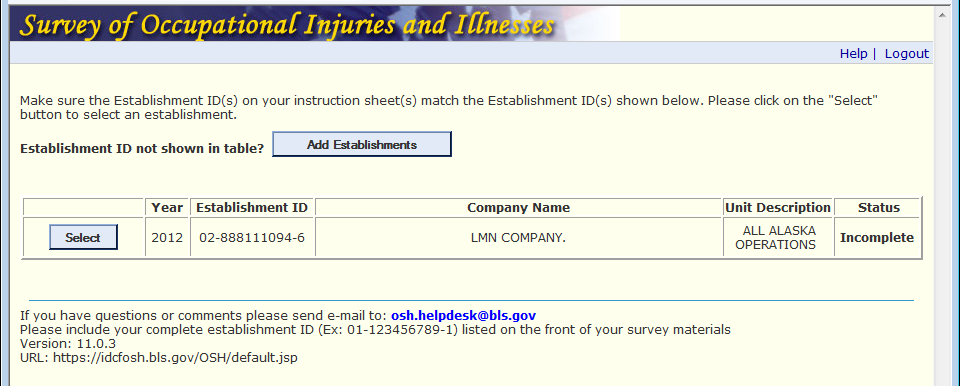 Survey of Occupational Injuries and Illnesses
Help | Logout
Make sure the Establishment ID(s) on your instruction sheet(s) match the Establishment ID(s) shown below. Please click on the "Select"
button to select an establishment.
Establishment ID not shown in table? Add Establishments
Year Establishment ID Company Name Unit Description Status
Select 2012 02-888111094-6 LMN COMPANY. ALL ALASKA
OPERATIONS Incomplete
If you have questions or comments please send e-mail to: osh.helpdesk@bls.gov
Please include your complete establishment ID (Ex: 01-123456789-1) listed on the front of your survey materials
Version: 11.0.3
URL: https://idcfosh.bls.gov/OSH/default.jsp